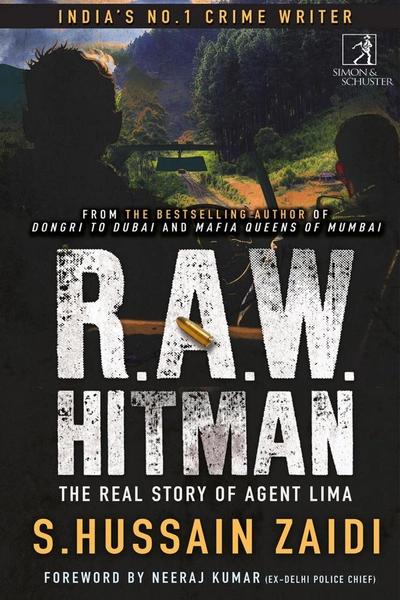 INDIA'S NO.1 CRIME WRITER
SIMON &
SCHUSTER
FROM THE BESTSELLING AUTHOR OF
DONGRI TO DUBAI AND MAFIA QUEENS OF MUMBAI
R.A.W.
HITMAN
THE REAL STORY OF AGENT LIMA
S.HUSSAIN ZAIDI
FOREWORD BY NEERAJ KUMAR (EX-DELHI POLICE CHIEF)